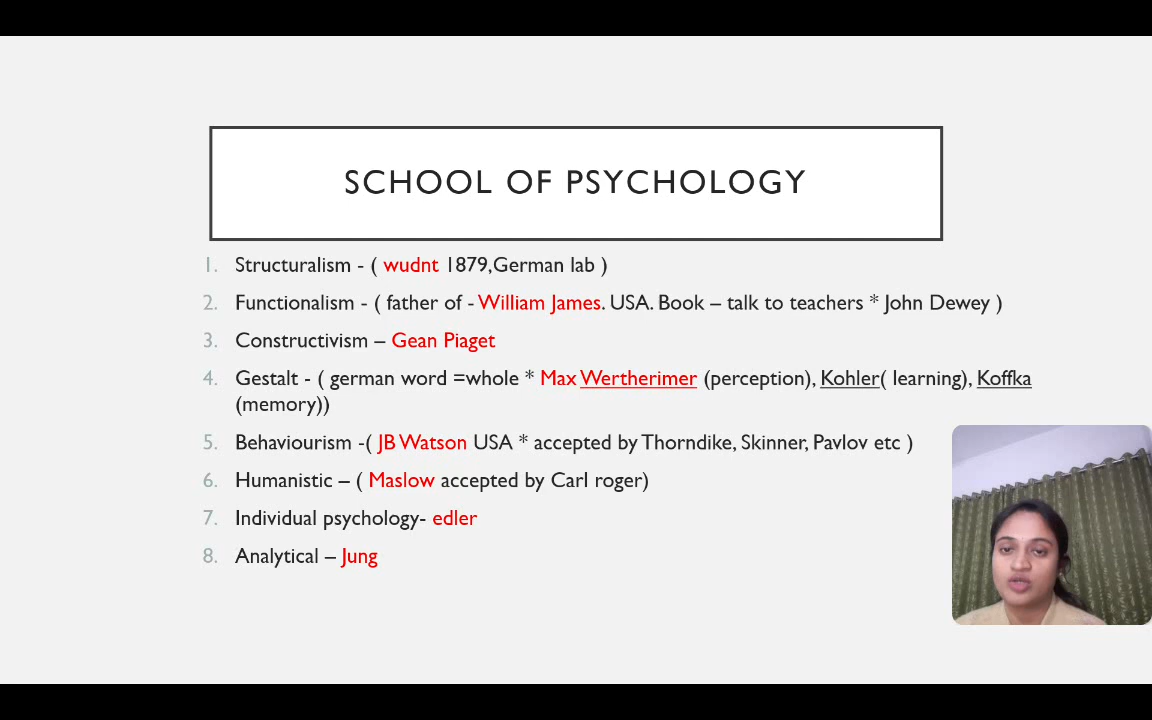 SCHOOL OF PSYCHOLOGY
1. Structuralism - ( wudnt 1879,German lab )
2. Functionalism - ( father of - William James. USA. Book – talk to teachers * John Dewey )
3. Constructivism – Gean Piaget
4. Gestalt - ( german word =whole * Max Wertherimer (perception), Kohler( learning), Koffka
(memory))
5. Behaviourism -( JB Watson USA * accepted by Thorndike, Skinner, Pavlov etc )
6. Humanistic – ( Maslow accepted by Carl roger)
7. Individual psychology- edler
8. Analytical – Jung